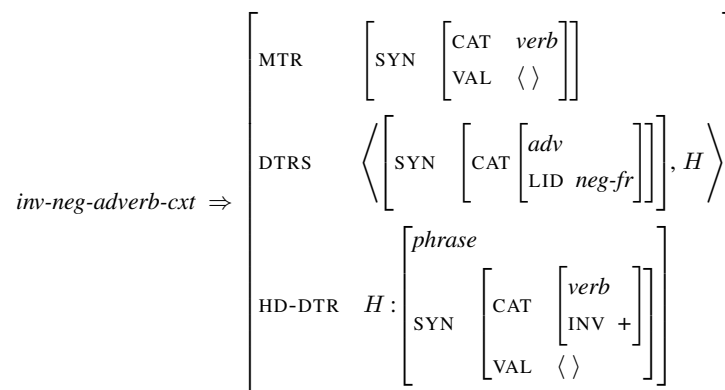 MTR [SYN [CAT verb
VAL ⟨ ⟩]]
DTRS ⟨[SYN [CAT [adv
LID neg-fr]]], H⟩
inv-neg-adverb-cxt ⇒
HD-DTR H : [phrase
SYN [CAT [verb
INV +]
VAL ⟨ ⟩]]